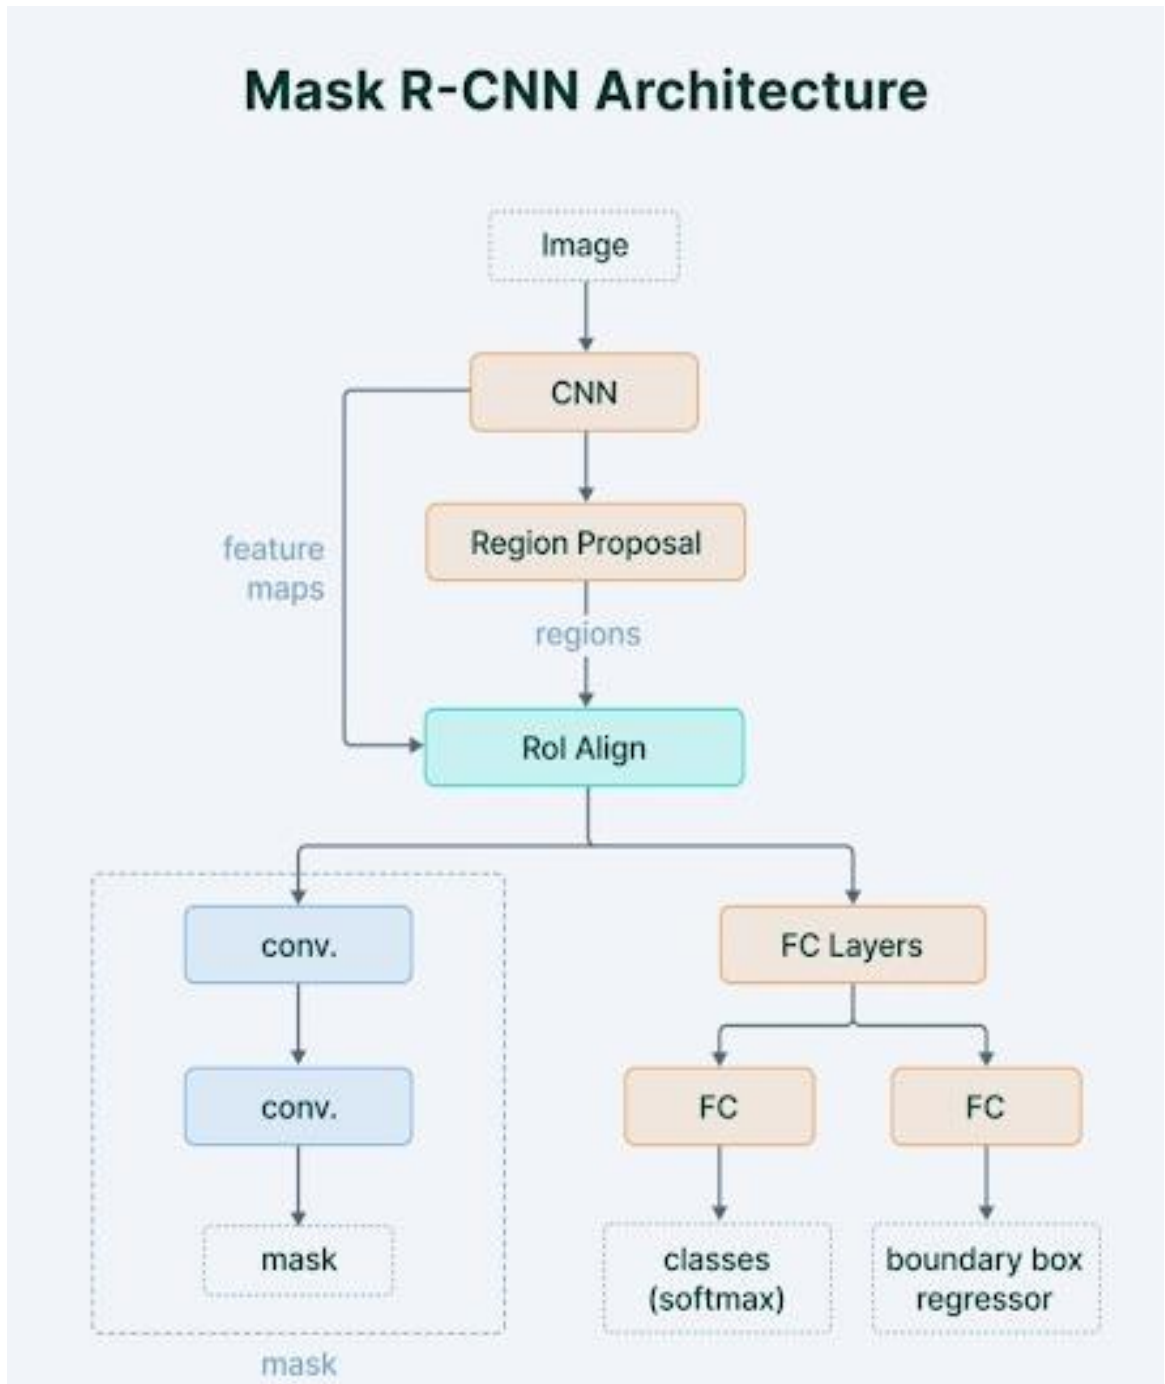 Mask R-CNN Architecture
Image
CNN
Region Proposal
feature
maps
regions
RoI Align
conv.
FC Layers
conv.
FC
FC
mask
classes
(softmax)
boundary box
regressor
mask